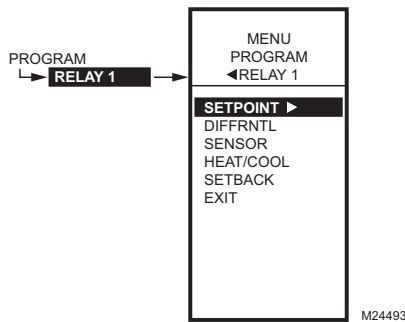 PROGRAM
RELAY 1
MENU
PROGRAM
◄RELAY 1
SETPOINT ►
DIFFRNTL
SENSOR
HEAT/COOL
SETBACK
EXIT
M24493